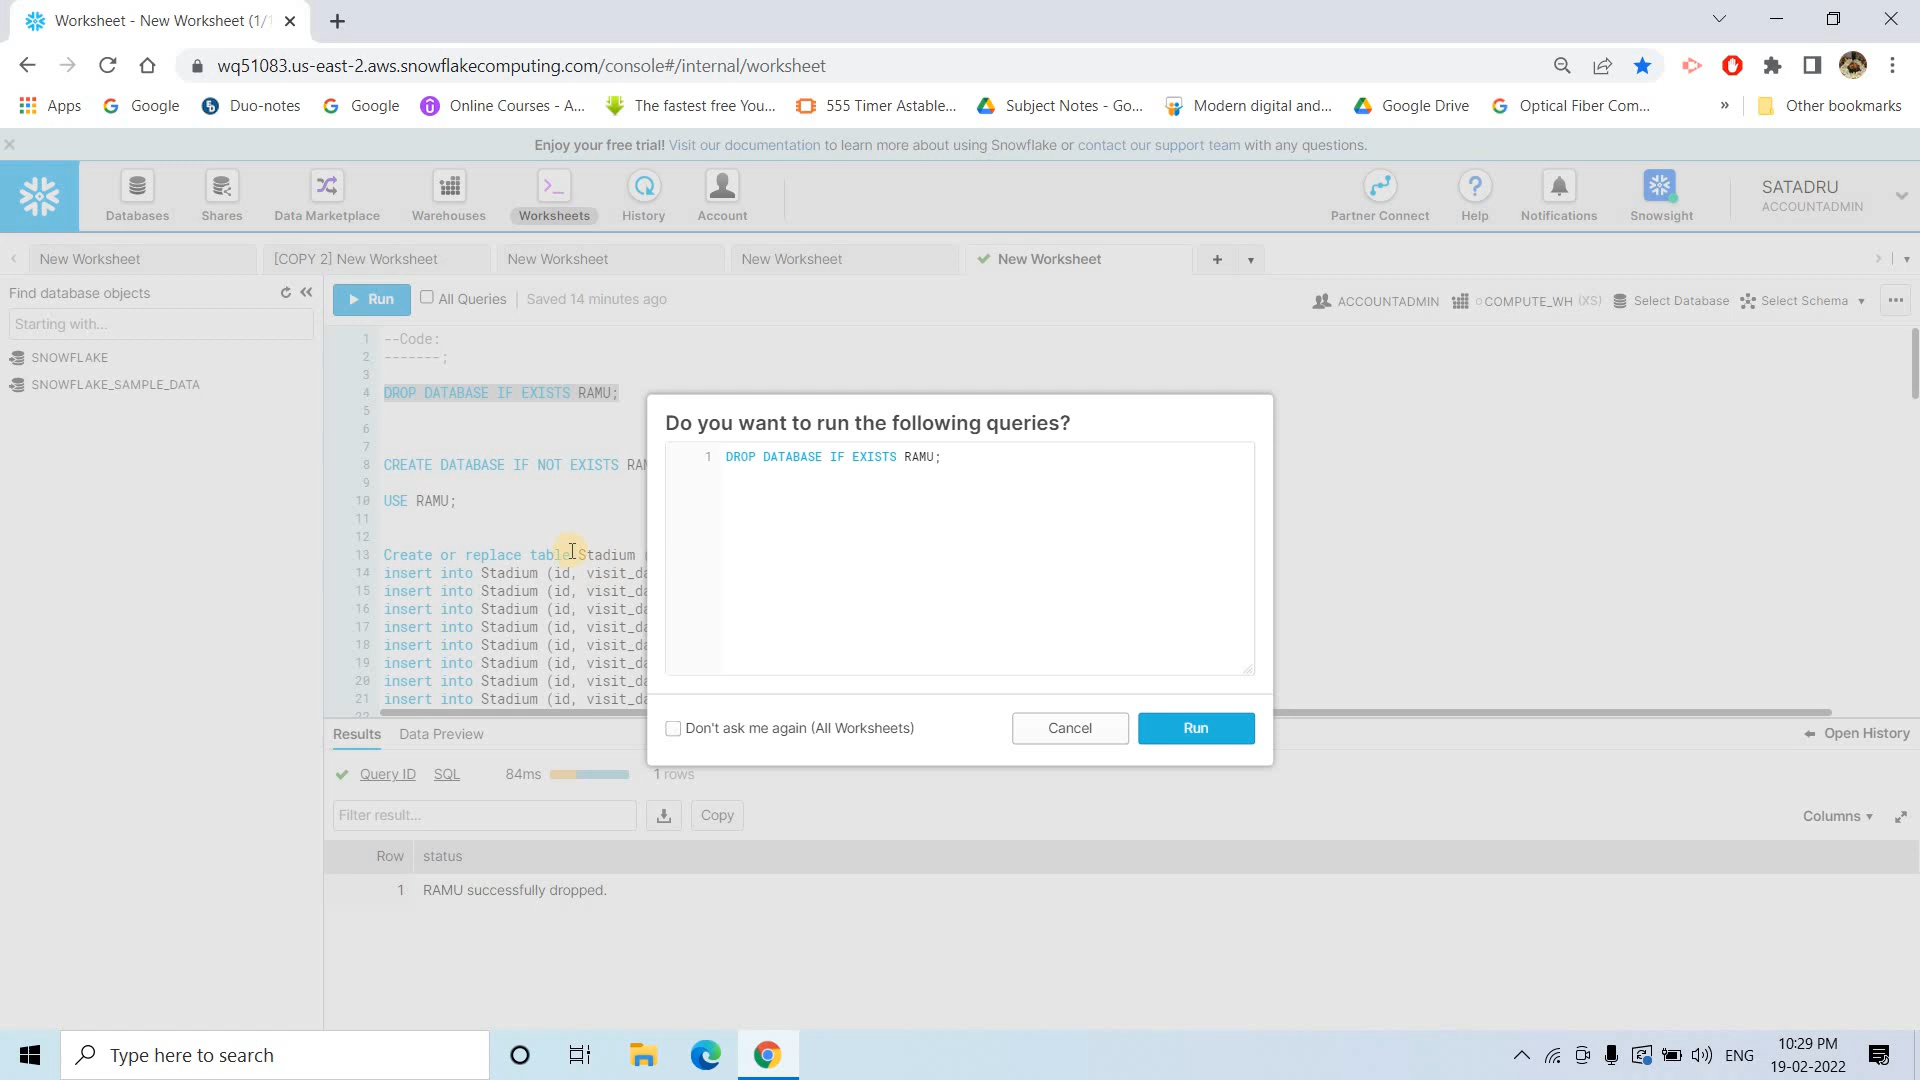 Worksheet - New Worksheet (1/1
wq51083.us-east-2.aws.snowflakecomputing.com/console#/internal/worksheet
Apps Google Duo-notes Google Online Courses - A... The fastest free You... 555 Timer Astable... Subject Notes - Go... Modern digital and... Google Drive Optical Fiber Com... » Other bookmarks
Enjoy your free trial! Visit our documentation to learn more about using Snowflake or contact our support team with any questions.
Databases Shares Data Marketplace Warehouses Worksheets History Account Partner Connect Help Notifications Snowsight
SATADRU
ACCOUNTADMIN
New Worksheet [COPY 2] New Worksheet New Worksheet New Worksheet New Worksheet
Find database objects
Starting with...
SNOWFLAKE
SNOWFLAKE_SAMPLE_DATA
Run All Queries Saved 14 minutes ago ACCOUNTADMIN COMPUTE_WH (XS) Select Database Select Schema
1 --Code:
2 -------;
3
4 DROP DATABASE IF EXISTS RAMU;
5
6
7
8 CREATE DATABASE IF NOT EXISTS
9
10 USE RAMU;
11
12
13 Create or replace table Stadium
14 insert into Stadium (id,
15 insert into Stadium (id,
16 insert into Stadium (id,
17 insert into Stadium (id,
18 insert into Stadium (id,
19 insert into Stadium (id,
20 insert into Stadium (id,
21 insert into Stadium (id,
22
Do you want to run the following queries?
1 DROP DATABASE IF EXISTS RAMU;
Don't ask me again (All Worksheets)
Cancel
Run
Results Data Preview Open History
Query ID SQL 84ms 1 rows
Filter result... Copy Columns
Row status
1 RAMU successfully dropped.
Type here to search
ENG
10:29 PM
19-02-2022